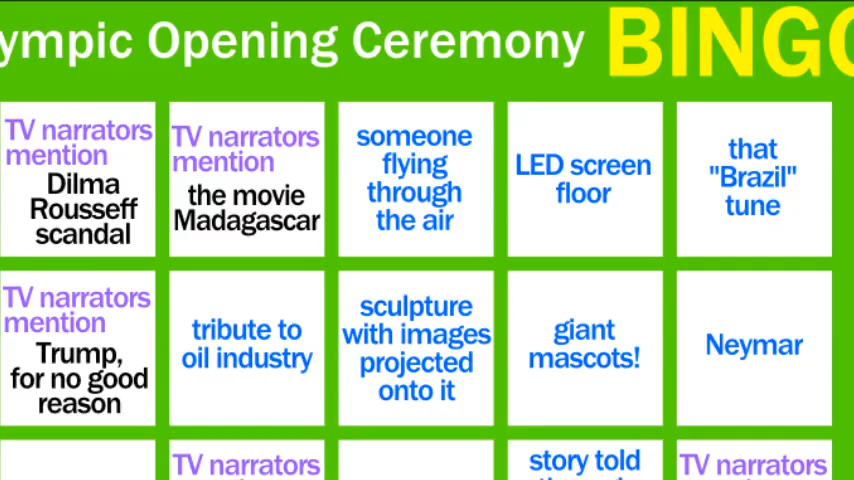 ympic Opening Ceremony BINGO
TV narrators
mention
Dilma
Rousseff
scandal
TV narrators
mention
the movie
Madagascar
someone
flying
through
the air
LED screen
floor
that
"Brazil"
tune
TV narrators
mention
Trump,
for no good
reason
tribute to
oil industry
sculpture
with images
projected
onto it
giant
mascots!
Neymar
TV narrators
story told
TV narrators